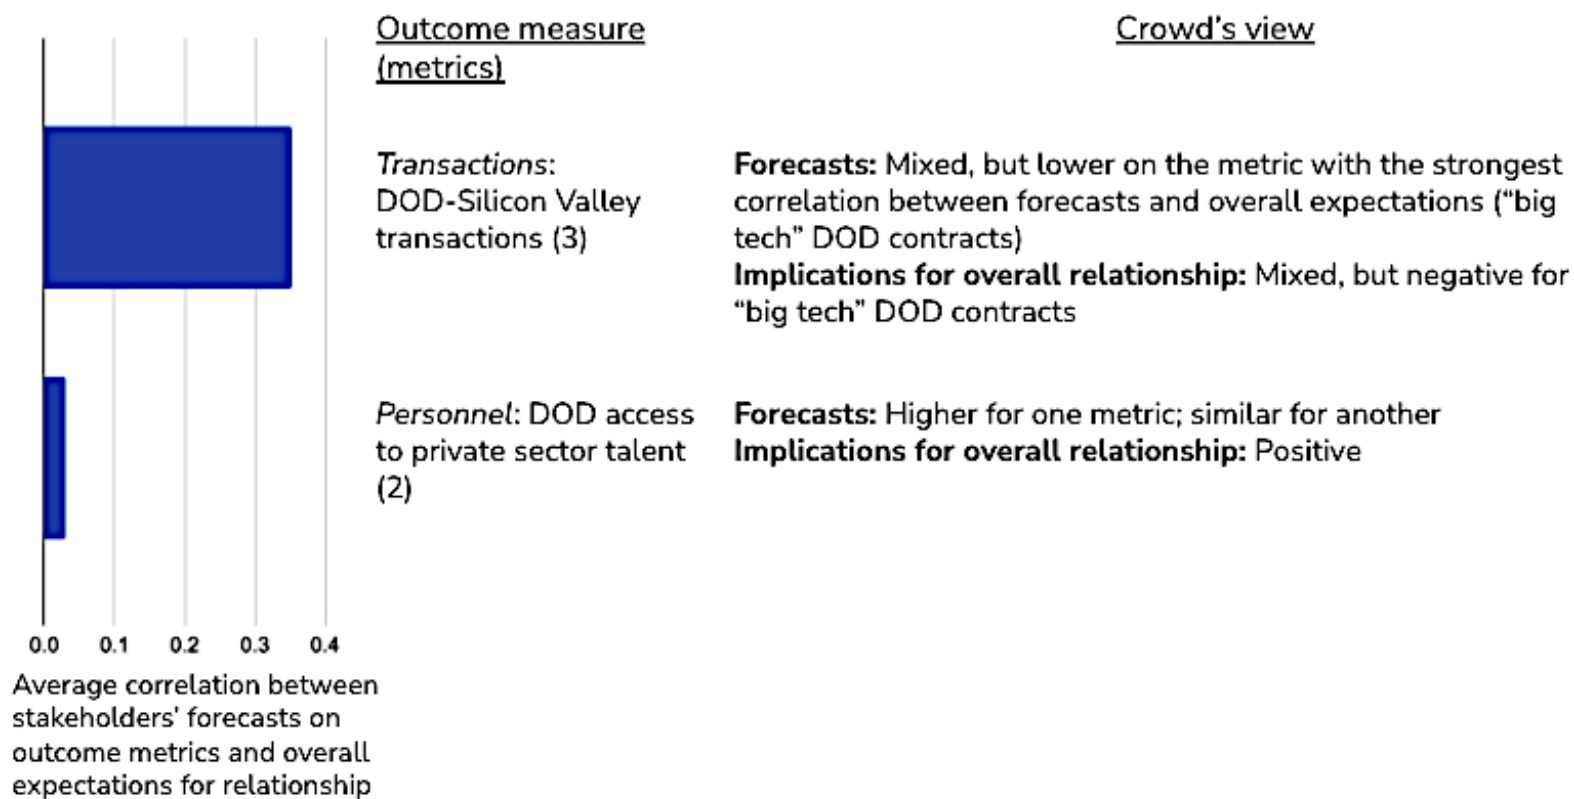 Outcome measure
(metrics)
Crowd's view
Transactions:
DOD-Silicon Valley
transactions (3)
Forecasts: Mixed, but lower on the metric with the strongest
correlation between forecasts and overall expectations (“big
tech” DOD contracts)
Implications for overall relationship: Mixed, but negative for
“big tech” DOD contracts
Personnel: DOD access
to private sector talent
(2)
Forecasts: Higher for one metric; similar for another
Implications for overall relationship: Positive
0.0 0.1 0.2 0.3 0.4
Average correlation between
stakeholders' forecasts on
outcome metrics and overall
expectations for relationship